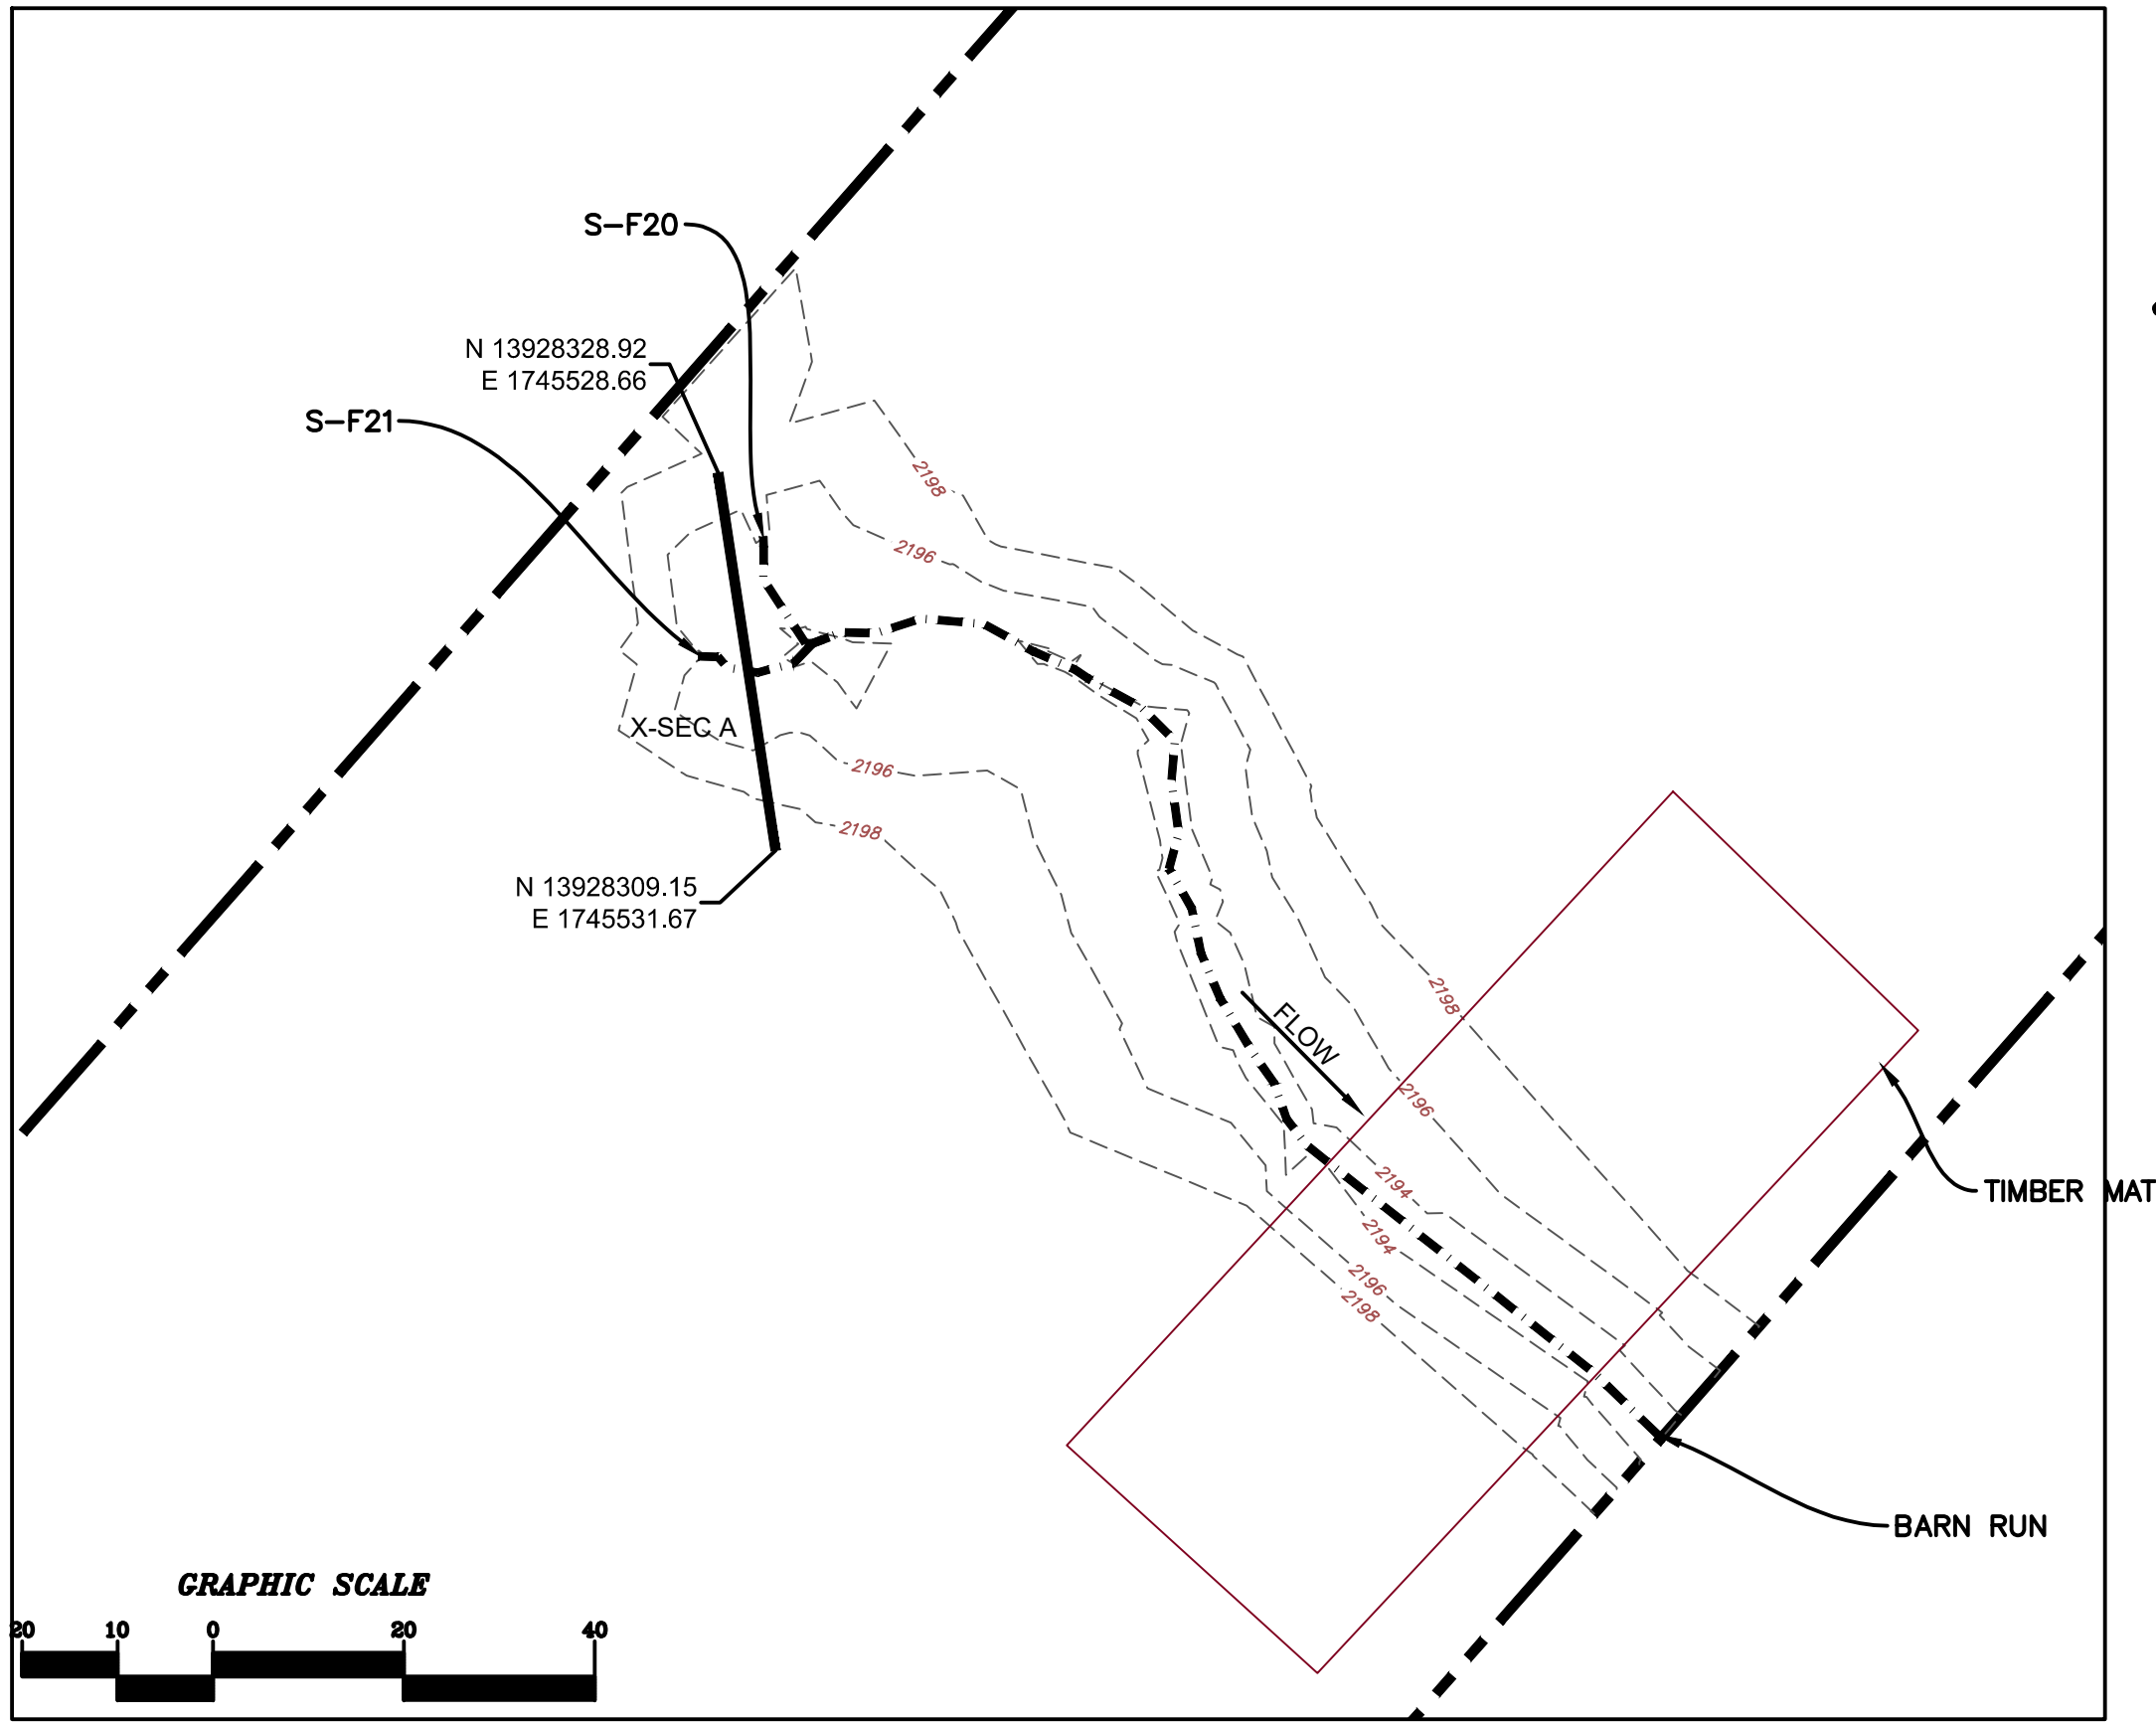 S-F20
N 13928328.92
E 1745528.66
S-F21
2198
2196
X-SEC A
2196
2198
N 13928309.15
E 1745531.67
2198
FLOW
2196
2194
TIMBER MAT
2194
2196
2198
BARN RUN
GRAPHIC SCALE
20 10 0 20 40